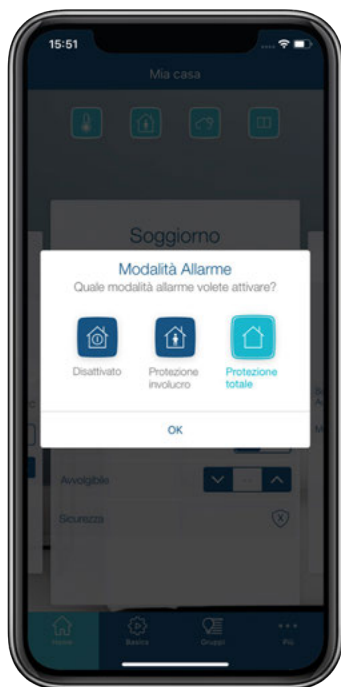 15:51
Mia casa
Soggiorno
Modalità Allarme
Quale modalità allarme volete attivare?
Disattivato
Protezione involucro
Protezione totale
OK
Avvolgibile
--
Sicurezza
Home
Basics
Gruppi
Più